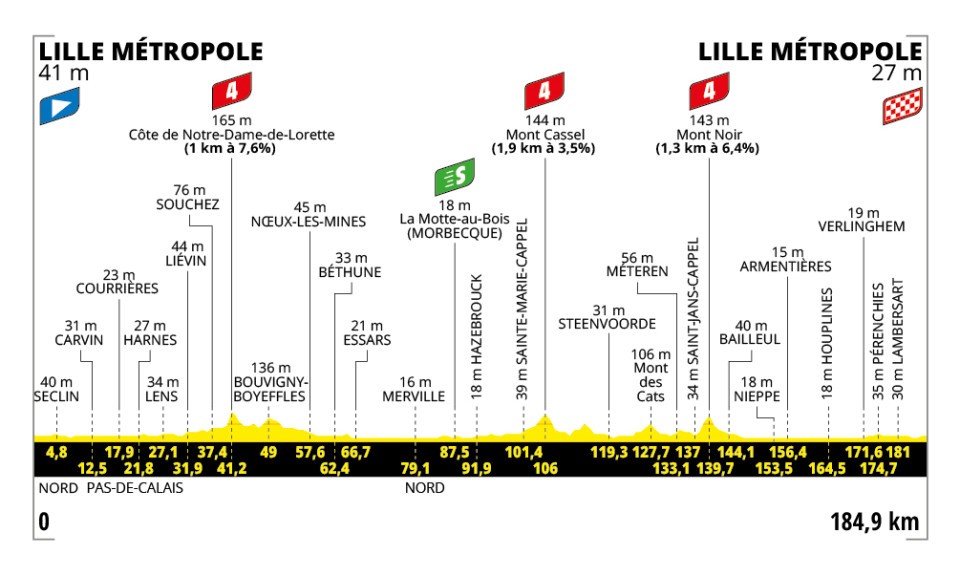 LILLE MÉTROPOLE
41 m
LILLE MÉTROPOLE
27 m
4
165 m
Côte de Notre-Dame-de-Lorette
(1 km à 7,6%)
4
144 m
Mont Cassel
(1,9 km à 3,5%)
4
143 m
Mont Noir
(1,3 km à 6,4%)
S
18 m
La Motte-au-Bois
(MORBECQUE)
40 m
SECLIN
31 m
CARVIN
23 m
COURRIÈRES
27 m
HARNES
34 m
LENS
44 m
LIÉVIN
76 m
SOUCHEZ
136 m
BOUVIGNY-
BOYEFFLES
45 m
NŒUX-LES-MINES
33 m
BÉTHUNE
21 m
ESSARS
16 m
MERVILLE
18 m HAZEBROUCK
39 m SAINTE-MARIE-CAPPEL
31 m
STEENVOORDE
106 m
Mont
des
Cats
56 m
MÉTEREN
34 m SAINT-JANS-CAPPEL
40 m
BAILLEUL
18 m
NIEPPE
15 m
ARMENTIÈRES
18 m HOUPLINES
19 m
VERLINGHEM
35 m PÉRENCHIES
30 m LAMBERSART
4,8 17,9 27,1 37,4 49 57,6 66,7 87,5 101,4 119,3 127,7 137 144,1 156,4 171,6 181
12,5 21,8 31,9 41,2 62,4 79,1 91,9 106 133,1 139,7 153,5 164,5 174,7
NORD PAS-DE-CALAIS NORD
0
184,9 km